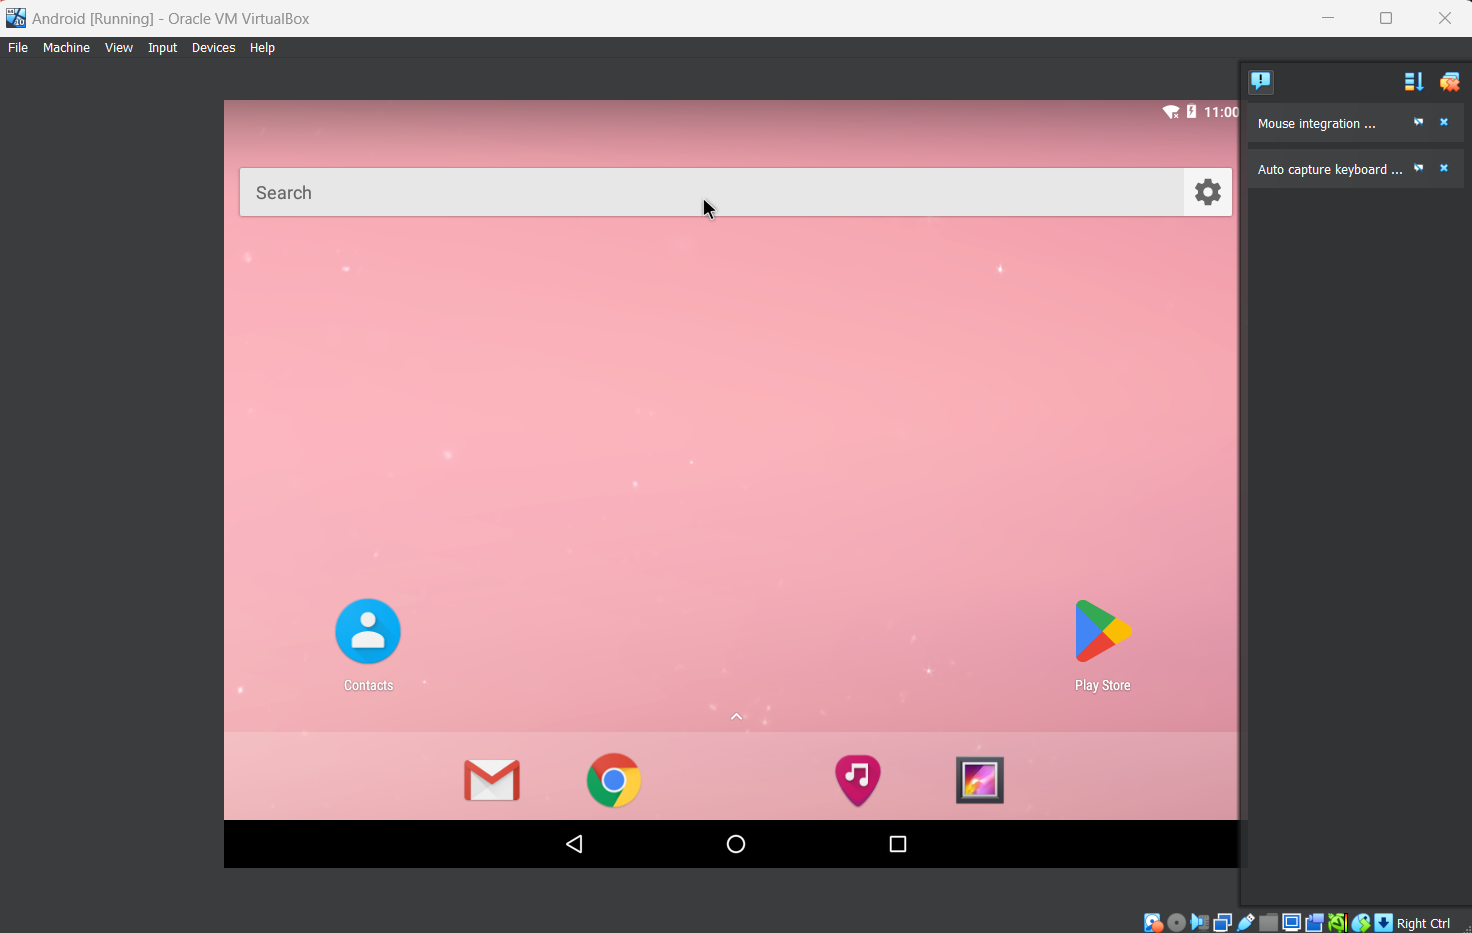 Android [Running] - Oracle VM VirtualBox
File Machine View Input Devices Help
11:00
Mouse integration ...
Auto capture keyboard ...
Search
Contacts
Play Store
Right Ctrl